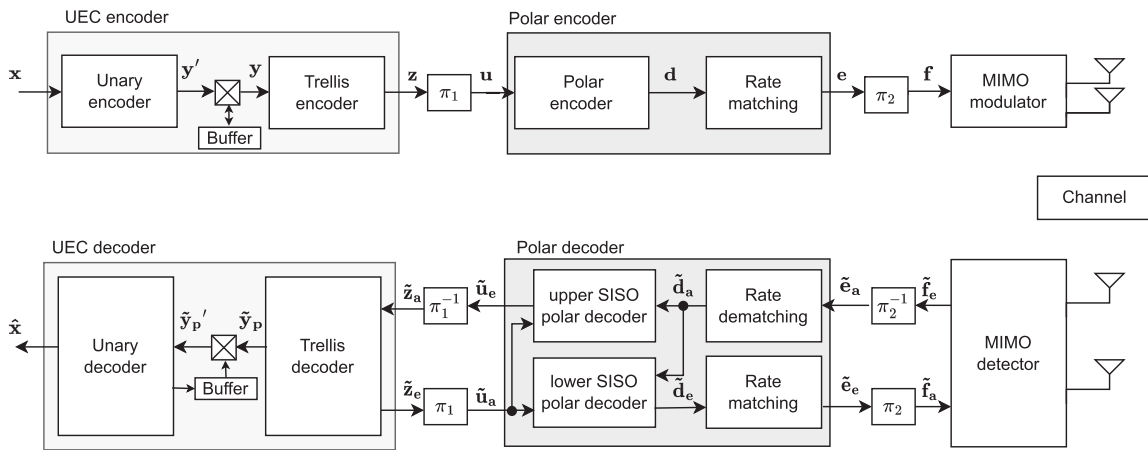 UEC encoder
Polar encoder
x
Unary encoder
y′
Buffer
y
Trellis encoder
z
π₁
u
Polar encoder
d
Rate matching
e
π₂
f
MIMO modulator
Channel
UEC decoder
Polar decoder
x̂
Unary decoder
ỹₚ′
Buffer
ỹₚ
Trellis decoder
z̃ₐ
π₁⁻¹
ũₑ
upper SISO polar decoder
d̃ₐ
Rate dematching
ẽₐ
π₂⁻¹
f̃ₑ
MIMO detector
z̃ₑ
π₁
ũₐ
lower SISO polar decoder
d̃ₑ
Rate matching
ẽₑ
π₂
f̃ₐ